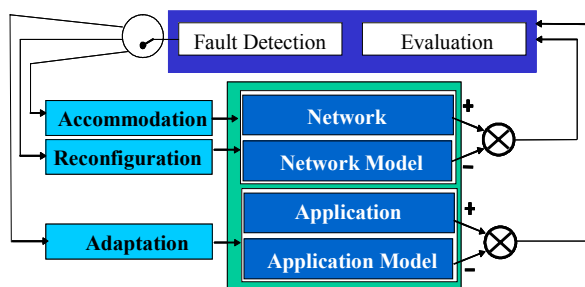 Fault Detection
Evaluation
Accommodation
Network
+
Reconfiguration
Network Model
−
Application
+
Adaptation
Application Model
−